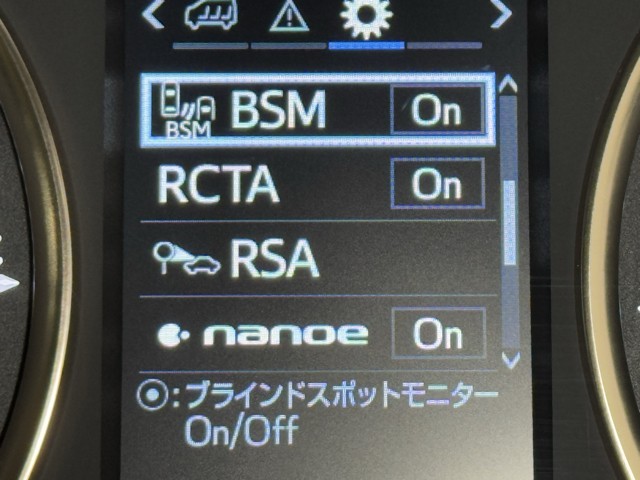 BSM BSM On
RCTA On
RSA
nanoe On
:ブラインドスポットモニター
On/Off